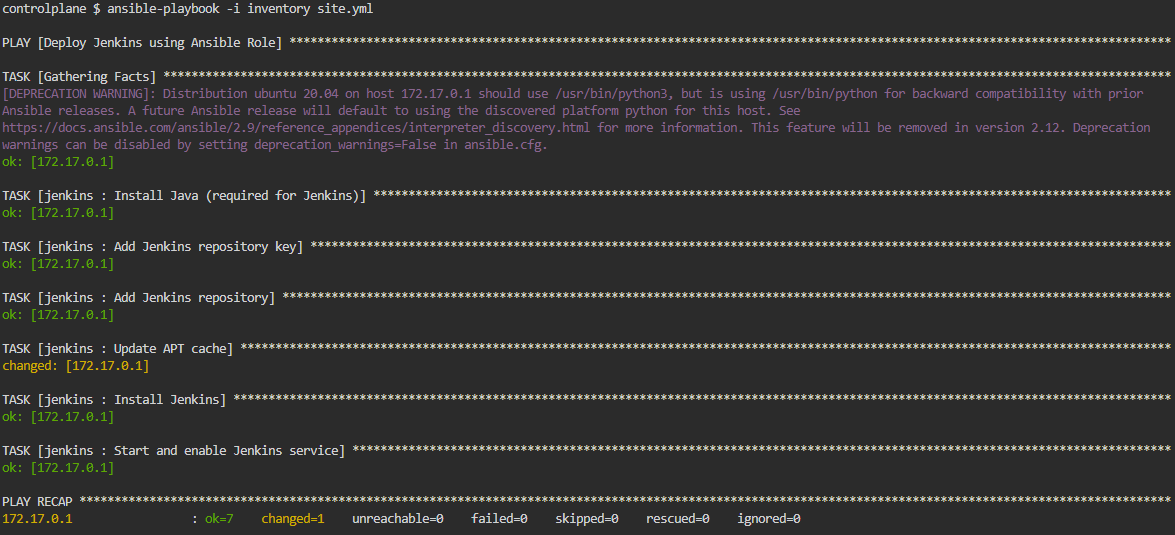 controlplane $ ansible-playbook -i inventory site.yml
PLAY [Deploy Jenkins using Ansible Role] ******************************************************************************************************************************
TASK [Gathering Facts] ************************************************************************************************************************************************
[DEPRECATION WARNING]: Distribution ubuntu 20.04 on host 172.17.0.1 should use /usr/bin/python3, but is using /usr/bin/python for backward compatibility with prior
Ansible releases. A future Ansible release will default to using the discovered platform python for this host. See
https://docs.ansible.com/ansible/2.9/reference_appendices/interpreter_discovery.html for more information. This feature will be removed in version 2.12. Deprecation
warnings can be disabled by setting deprecation_warnings=False in ansible.cfg.
ok: [172.17.0.1]
TASK [jenkins : Install Java (required for Jenkins)] ******************************************************************************************************************
ok: [172.17.0.1]
TASK [jenkins : Add Jenkins repository key] ***************************************************************************************************************************
ok: [172.17.0.1]
TASK [jenkins : Add Jenkins repository] *******************************************************************************************************************************
ok: [172.17.0.1]
TASK [jenkins : Update APT cache] *************************************************************************************************************************************
changed: [172.17.0.1]
TASK [jenkins : Install Jenkins] **************************************************************************************************************************************
ok: [172.17.0.1]
TASK [jenkins : Start and enable Jenkins service] *********************************************************************************************************************
ok: [172.17.0.1]
PLAY RECAP ************************************************************************************************************************************************************
172.17.0.1                 : ok=7    changed=1    unreachable=0    failed=0    skipped=0    rescued=0    ignored=0